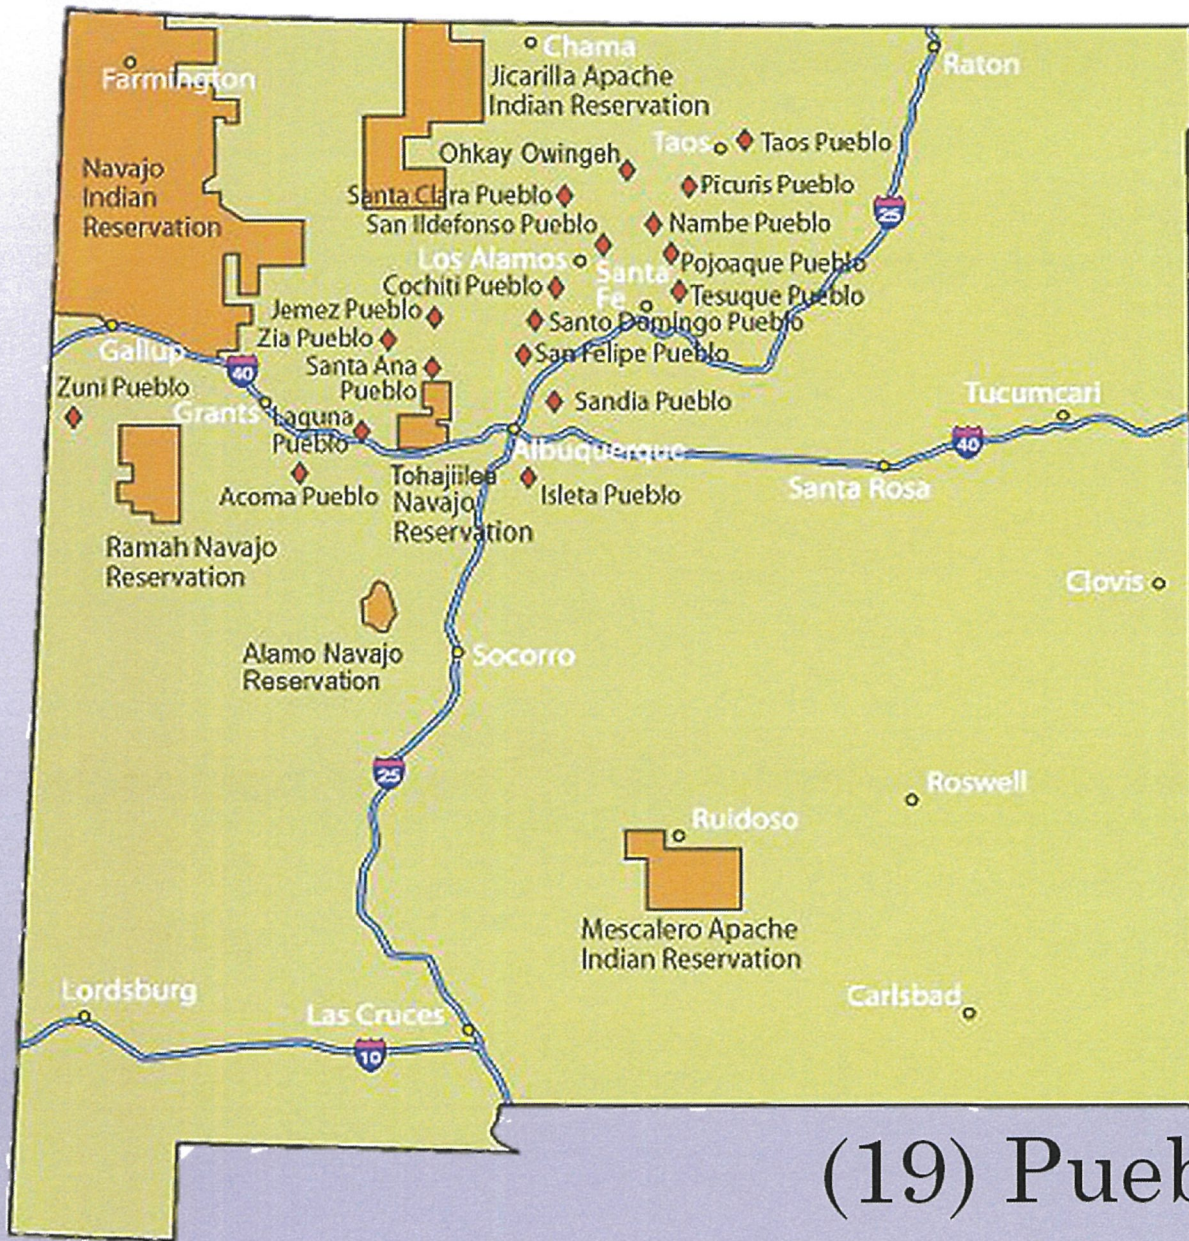 Chama
Raton
Farmington
Jicarilla Apache
Indian Reservation
Taos
Taos Pueblo
Ohkay Owingeh
Navajo
Indian
Reservation
Picuris Pueblo
Santa Clara Pueblo
25
San Ildefonso Pueblo
Nambe Pueblo
Los Alamos
Santa
Fe
Pojoaque Pueblo
Cochiti Pueblo
Tesuque Pueblo
Jemez Pueblo
Santo Domingo Pueblo
Zia Pueblo
Gallup
San Felipe Pueblo
Santa Ana
Pueblo
40
Zuni Pueblo
Tucumcari
Grants
Laguna
Pueblo
Sandia Pueblo
40
Albuquerque
Tohajiilee
Navajo
Reservation
Acoma Pueblo
Isleta Pueblo
Santa Rosa
Ramah Navajo
Reservation
Clovis
Alamo Navajo
Reservation
Socorro
25
Roswell
Ruidoso
Mescalero Apache
Indian Reservation
Lordsburg
Las Cruces
Carlsbad
10
(19) Pueb